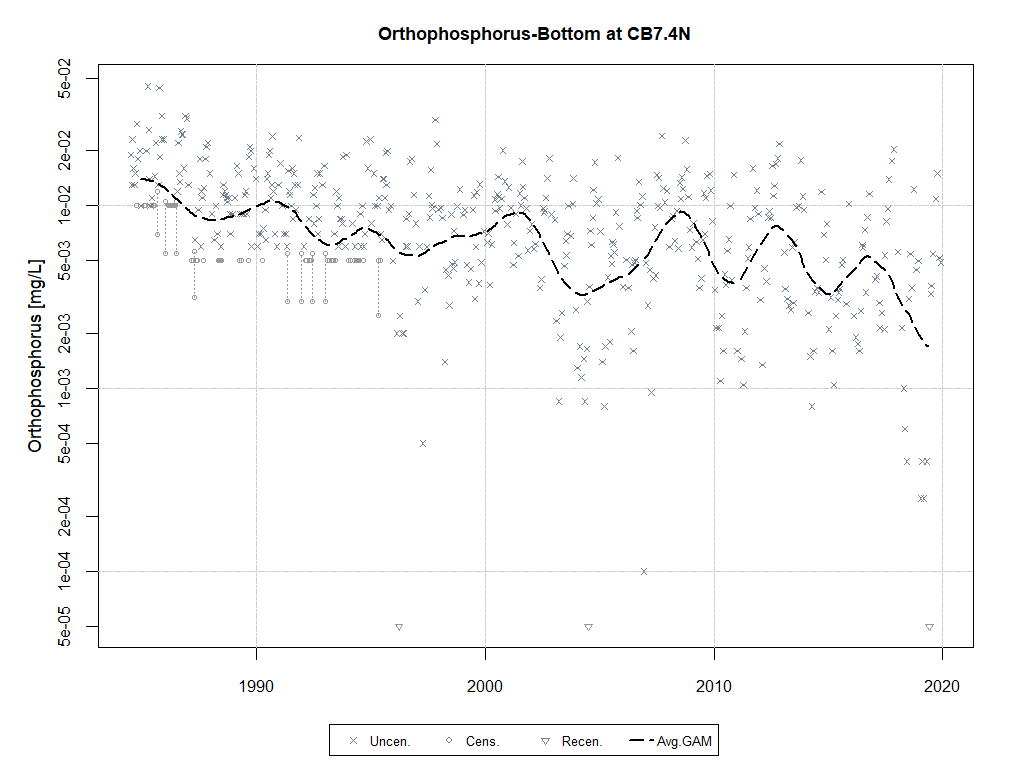 Orthophosphorus-Bottom at CB7.4N
Orthophosphorus [mg/L]
5e-02
2e-02
1e-02
5e-03
2e-03
1e-03
5e-04
2e-04
1e-04
5e-05
1990 2000 2010 2020
Uncen. Cens. Recen. Avg.GAM